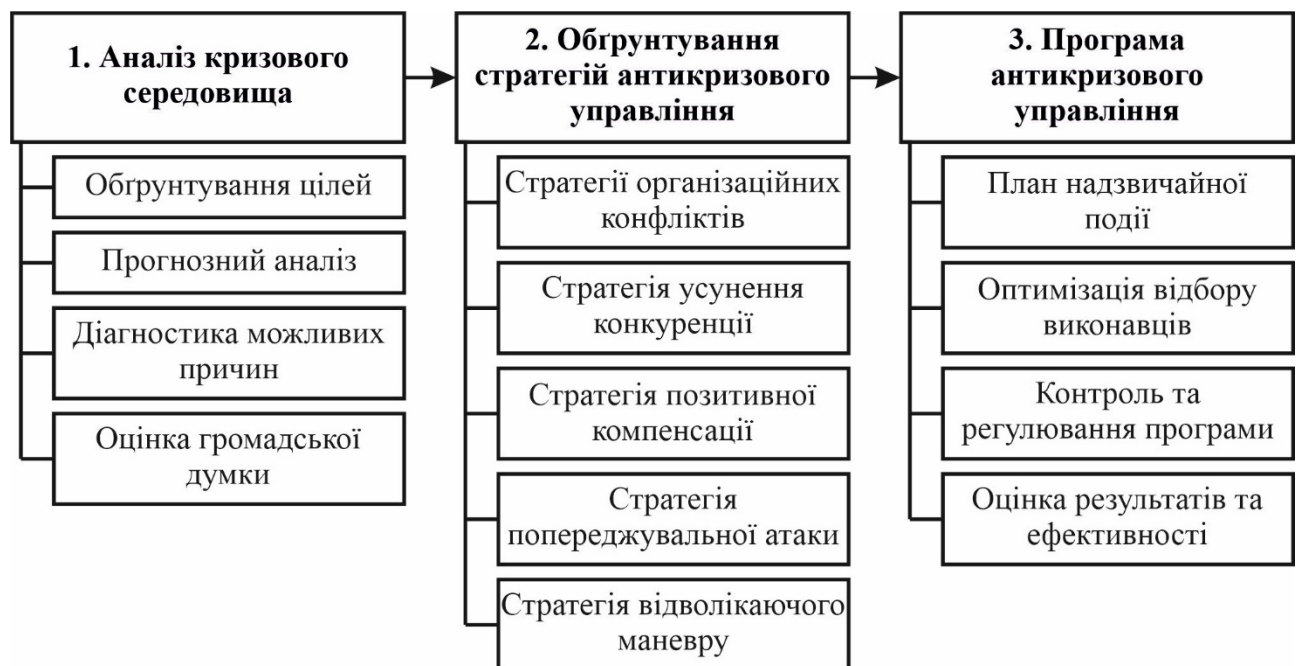 1. Аналіз кризового
середовища
Обґрунтування цілей
Прогнозний аналіз
Діагностика можливих
причин
Оцінка громадської
думки
2. Обґрунтування
стратегій антикризового
управління
Стратегії організаційних
конфліктів
Стратегія усунення
конкуренції
Стратегія позитивної
компенсації
Стратегія
попереджувальної атаки
Стратегія відволікаючого
маневру
3. Програма
антикризового
управління
План надзвичайної
події
Оптимізація відбору
виконавців
Контроль та
регулювання програми
Оцінка результатів та
ефективності